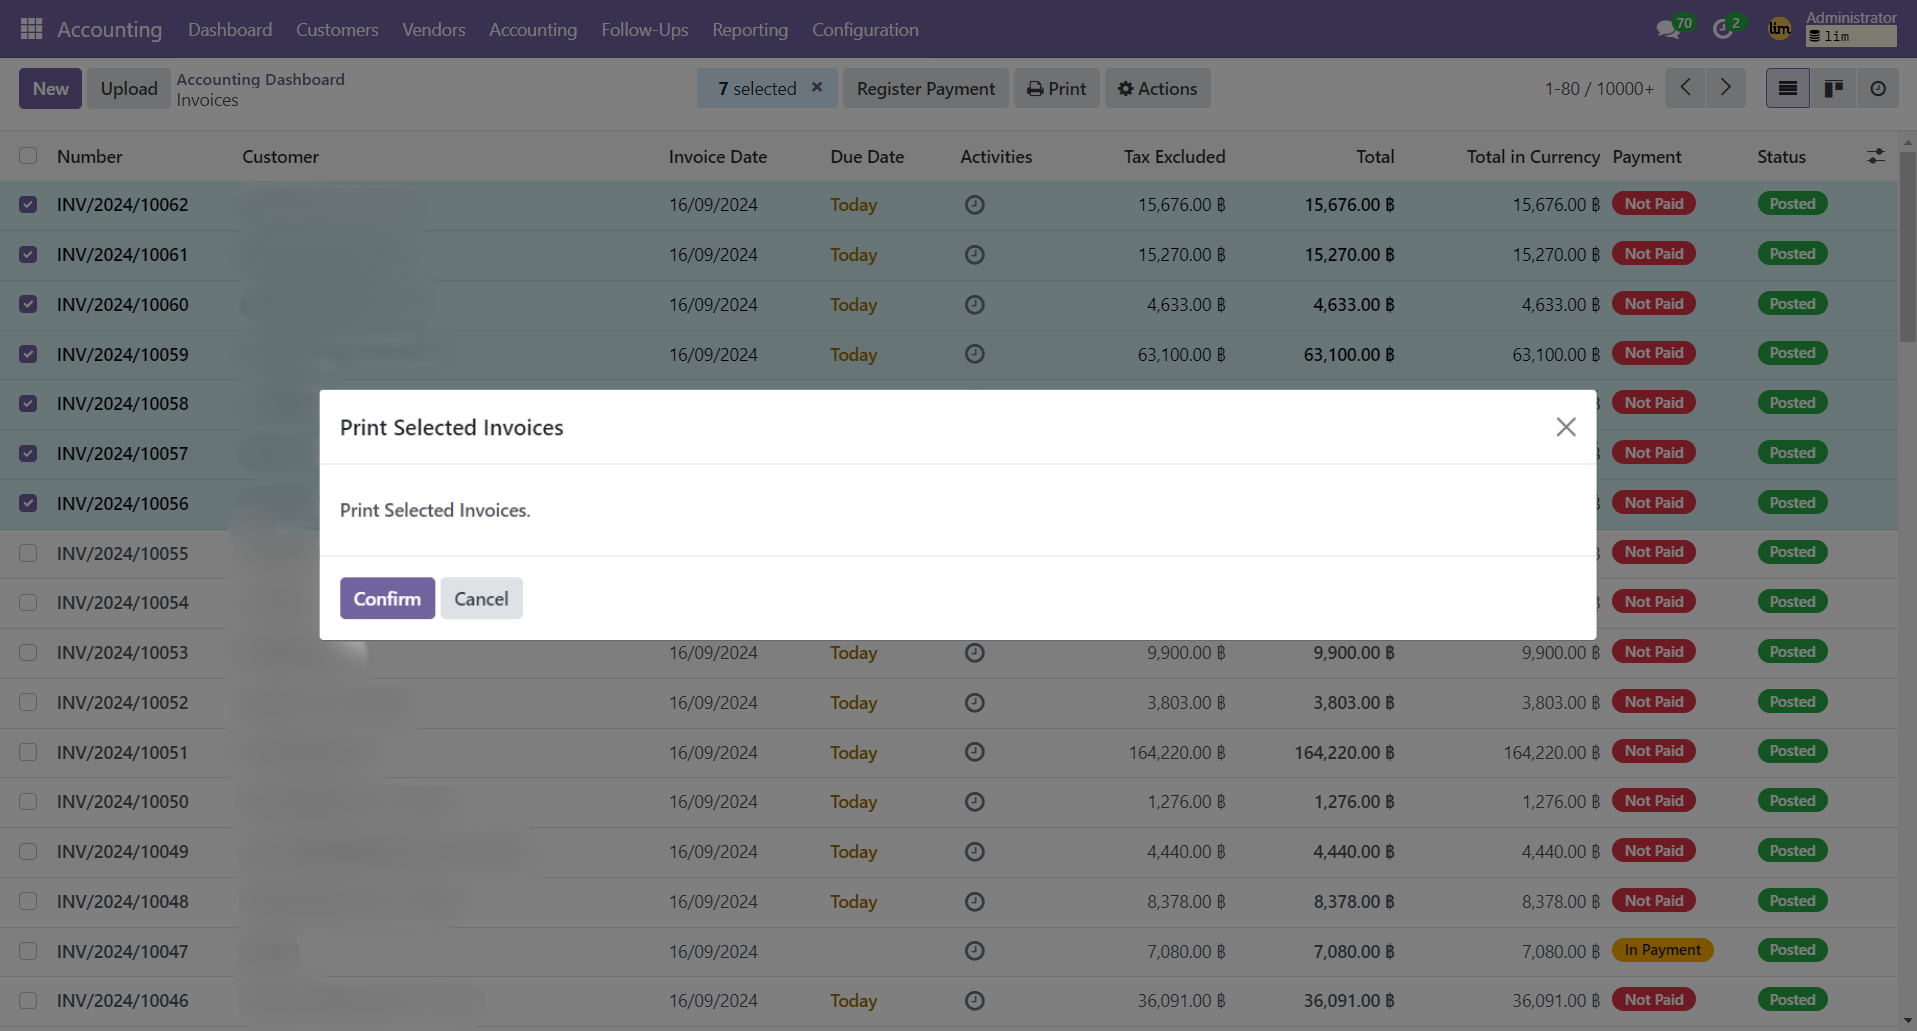 Accounting Dashboard Customers Vendors Accounting Follow-Ups Reporting Configuration 70 2 lim Administrator
lim
New Upload Accounting Dashboard
Invoices
7 selected × Register Payment Print Actions 1-80 / 10000+
Number Customer Invoice Date Due Date Activities Tax Excluded Total Total in Currency Payment Status
INV/2024/10062 16/09/2024 Today 15,676.00 ฿ 15,676.00 ฿ 15,676.00 ฿ Not Paid Posted
INV/2024/10061 16/09/2024 Today 15,270.00 ฿ 15,270.00 ฿ 15,270.00 ฿ Not Paid Posted
INV/2024/10060 16/09/2024 Today 4,633.00 ฿ 4,633.00 ฿ 4,633.00 ฿ Not Paid Posted
INV/2024/10059 16/09/2024 Today 63,100.00 ฿ 63,100.00 ฿ 63,100.00 ฿ Not Paid Posted
INV/2024/10058 Not Paid Posted
INV/2024/10057 Not Paid Posted
INV/2024/10056 Not Paid Posted
INV/2024/10055 Not Paid Posted
INV/2024/10054 Not Paid Posted
Print Selected Invoices
Print Selected Invoices.
Confirm Cancel
INV/2024/10053 16/09/2024 Today 9,900.00 ฿ 9,900.00 ฿ 9,900.00 ฿ Not Paid Posted
INV/2024/10052 16/09/2024 Today 3,803.00 ฿ 3,803.00 ฿ 3,803.00 ฿ Not Paid Posted
INV/2024/10051 16/09/2024 Today 164,220.00 ฿ 164,220.00 ฿ 164,220.00 ฿ Not Paid Posted
INV/2024/10050 16/09/2024 Today 1,276.00 ฿ 1,276.00 ฿ 1,276.00 ฿ Not Paid Posted
INV/2024/10049 16/09/2024 Today 4,440.00 ฿ 4,440.00 ฿ 4,440.00 ฿ Not Paid Posted
INV/2024/10048 16/09/2024 Today 8,378.00 ฿ 8,378.00 ฿ 8,378.00 ฿ Not Paid Posted
INV/2024/10047 16/09/2024 7,080.00 ฿ 7,080.00 ฿ 7,080.00 ฿ In Payment Posted
INV/2024/10046 16/09/2024 Today 36,091.00 ฿ 36,091.00 ฿ 36,091.00 ฿ Not Paid Posted